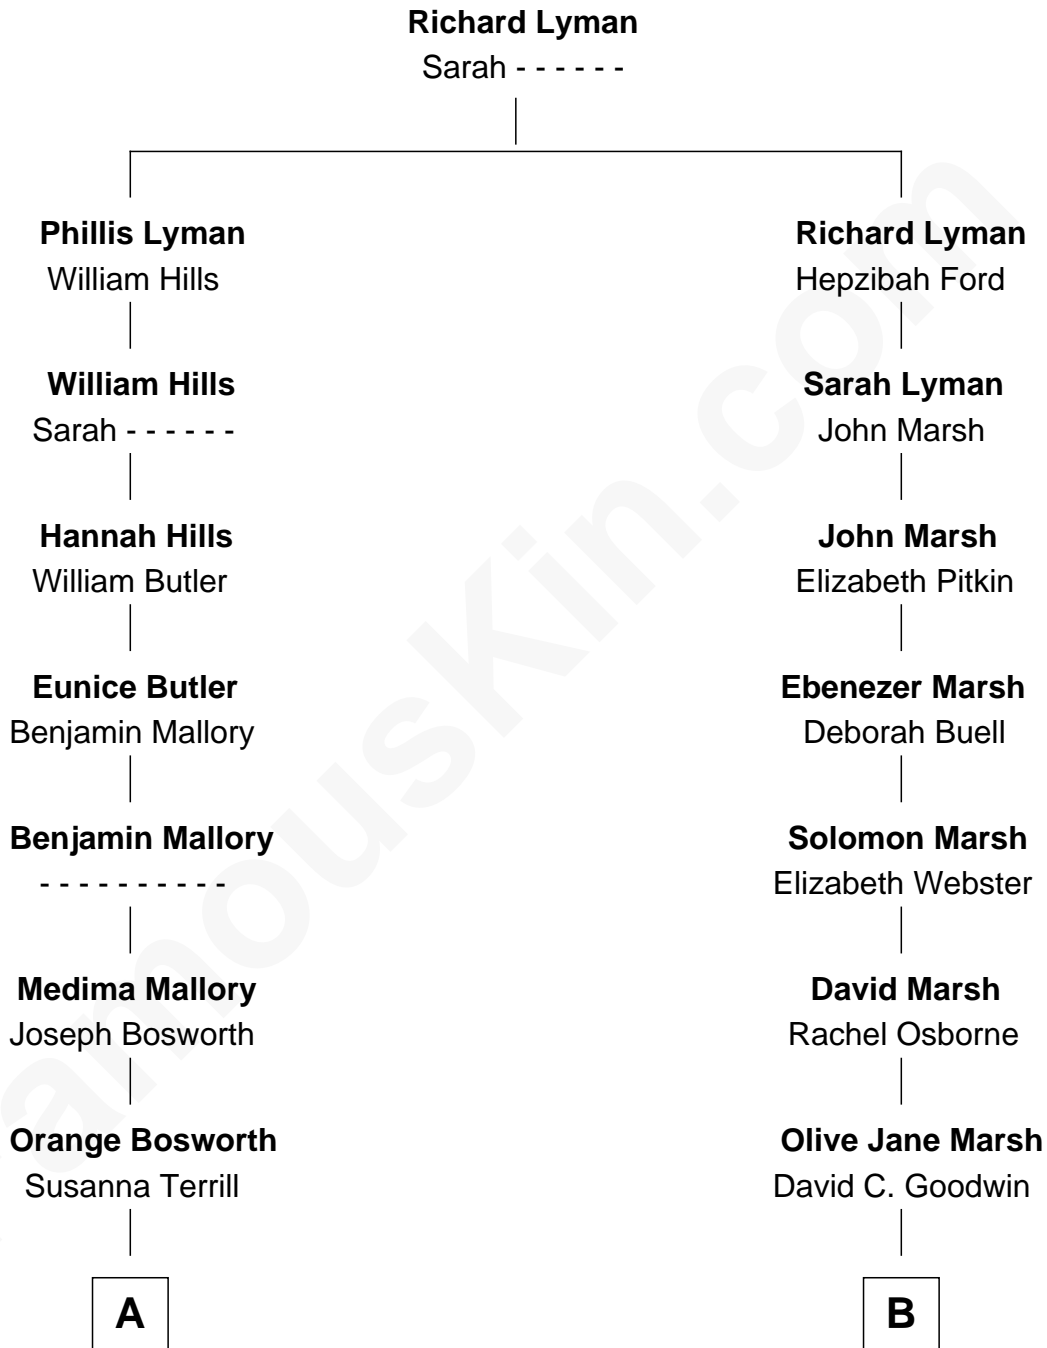 Richard Lyman
Sarah - - - - - -
Phillis Lyman
William Hills
Richard Lyman
Hepzibah Ford
William Hills
Sarah - - - - - -
Sarah Lyman
John Marsh
Hannah Hills
William Butler
John Marsh
Elizabeth Pitkin
Eunice Butler
Benjamin Mallory
Ebenezer Marsh
Deborah Buell
Benjamin Mallory
- - - - - - - - - -
Solomon Marsh
Elizabeth Webster
Medima Mallory
Joseph Bosworth
David Marsh
Rachel Osborne
Orange Bosworth
Susanna Terrill
Olive Jane Marsh
David C. Goodwin
A
B
famouskin.com